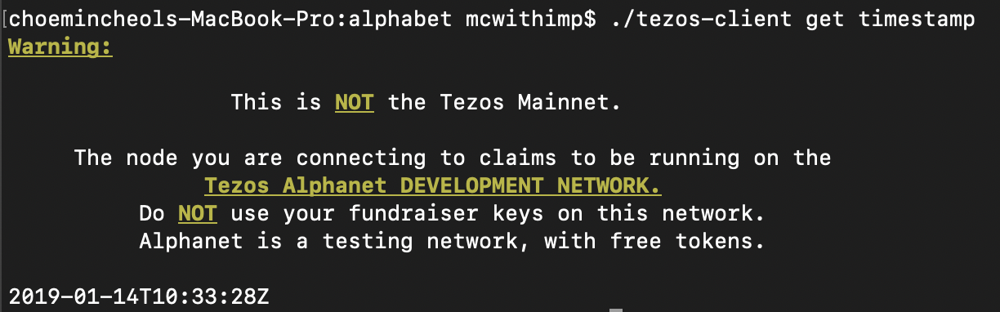 [choemincheols-MacBook-Pro:alphabet mcwithimp$ ./tezos-client get timestamp
Warning:
This is NOT the Tezos Mainnet.
The node you are connecting to claims to be running on the
Tezos Alphanet DEVELOPMENT NETWORK.
Do NOT use your fundraiser keys on this network.
Alphanet is a testing network, with free tokens.
2019-01-14T10:33:28Z